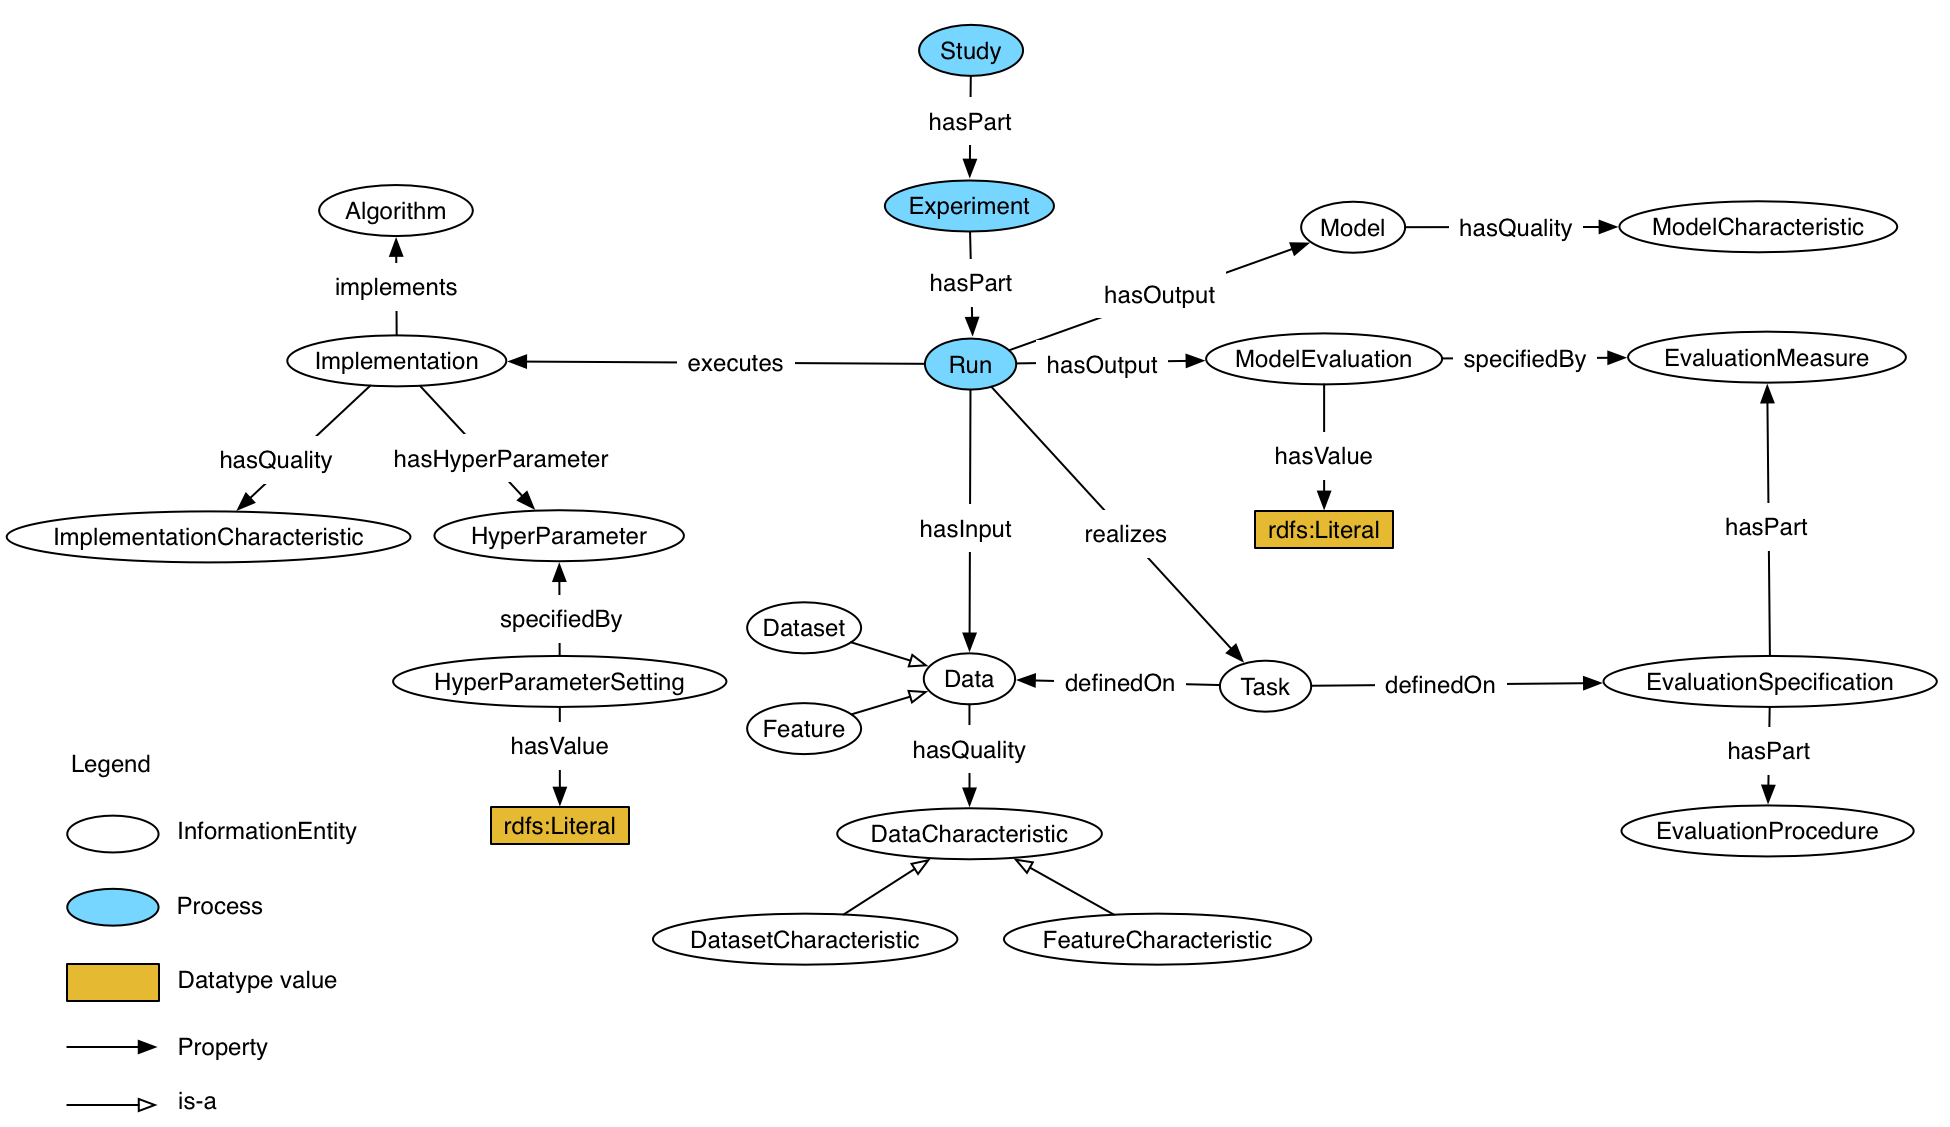 Study
hasPart
Experiment
Algorithm
Model
hasQuality
ModelCharacteristic
hasPart
implements
hasOutput
Implementation
executes
Run
hasOutput
ModelEvaluation
specifiedBy
EvaluationMeasure
hasQuality
hasHyperParameter
hasValue
ImplementationCharacteristic
HyperParameter
hasInput
realizes
rdfs:Literal
hasPart
specifiedBy
Dataset
HyperParameterSetting
Data
definedOn
Task
definedOn
EvaluationSpecification
Feature
hasValue
hasQuality
hasPart
rdfs:Literal
DataCharacteristic
EvaluationProcedure
DatasetCharacteristic
FeatureCharacteristic
Legend
InformationEntity
Process
Datatype value
Property
is-a